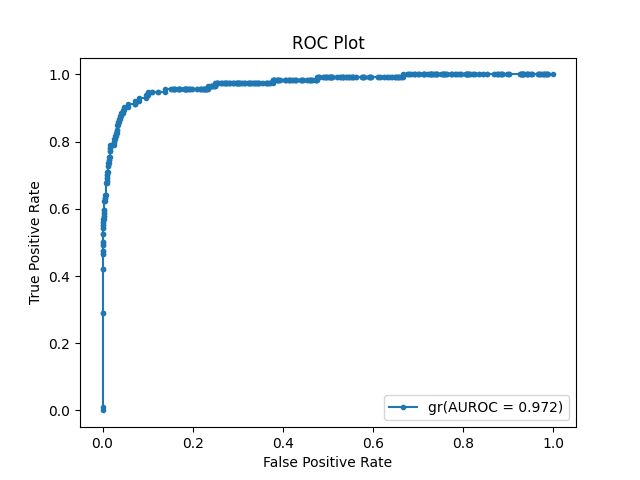 ROC Plot
True Positive Rate
1.0
0.8
0.6
0.4
0.2
0.0
gr(AUROC = 0.972)
0.0 0.2 0.4 0.6 0.8 1.0
False Positive Rate